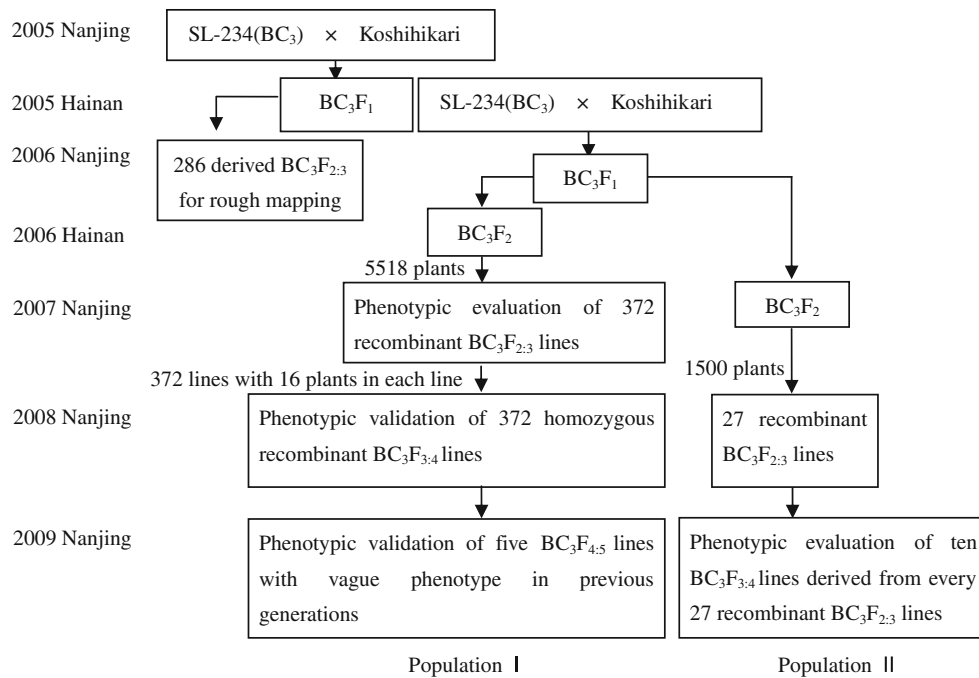 2005 Nanjing
SL-234(BC₃) × Koshihikari
2005 Hainan
BC₃F₁
SL-234(BC₃) × Koshihikari
2006 Nanjing
286 derived BC₃F₂:₃
for rough mapping
BC₃F₁
2006 Hainan
BC₃F₂
5518 plants
2007 Nanjing
Phenotypic evaluation of 372
recombinant BC₃F₂:₃ lines
BC₃F₂
372 lines with 16 plants in each line
1500 plants
2008 Nanjing
Phenotypic validation of 372 homozygous
recombinant BC₃F₃:₄ lines
27 recombinant
BC₃F₂:₃ lines
2009 Nanjing
Phenotypic validation of five BC₃F₄:₅ lines
with vague phenotype in previous
generations
Phenotypic evaluation of ten
BC₃F₃:₄ lines derived from every
27 recombinant BC₃F₂:₃ lines
Population I
Population II